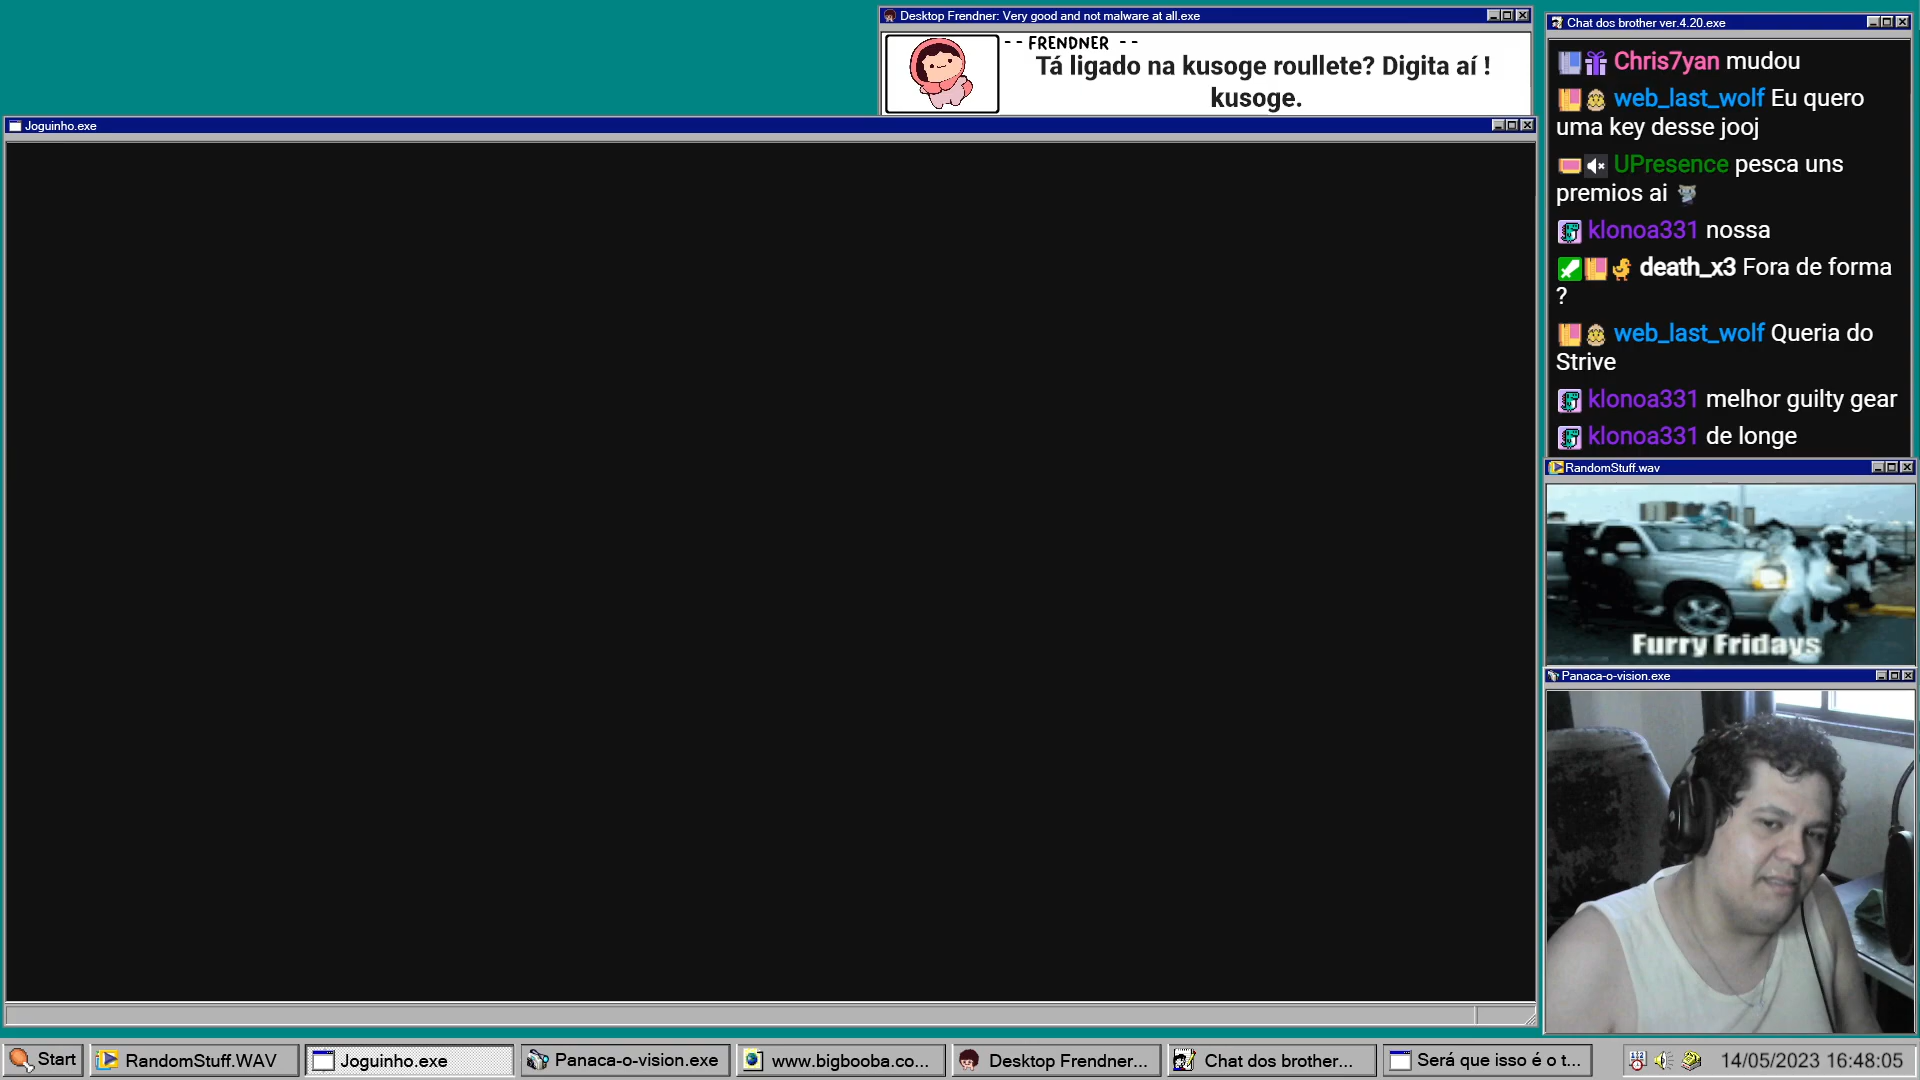 Desktop Frendner: Very good and not malware at all.exe
-- FRENDNER --
Tá ligado na kusoge roullete? Digita aí !
kusoge.
Joguinho.exe
Chat dos brother ver.4.20.exe
Chris7yan mudou
web_last_wolf Eu quero
uma key desse jooj
UPresence pesca uns
premios ai
klonoa331 nossa
death_x3 Fora de forma
?
web_last_wolf Queria do
Strive
klonoa331 melhor guilty gear
klonoa331 de longe
RandomStuff.wav
Furry Fridays
Panaca-o-vision.exe
Start
RandomStuff.WAV
Joguinho.exe
Panaca-o-vision.exe
www.bigbooba.co...
Desktop Frendner...
Chat dos brother...
Será que isso é o t...
14/05/2023 16:48:05